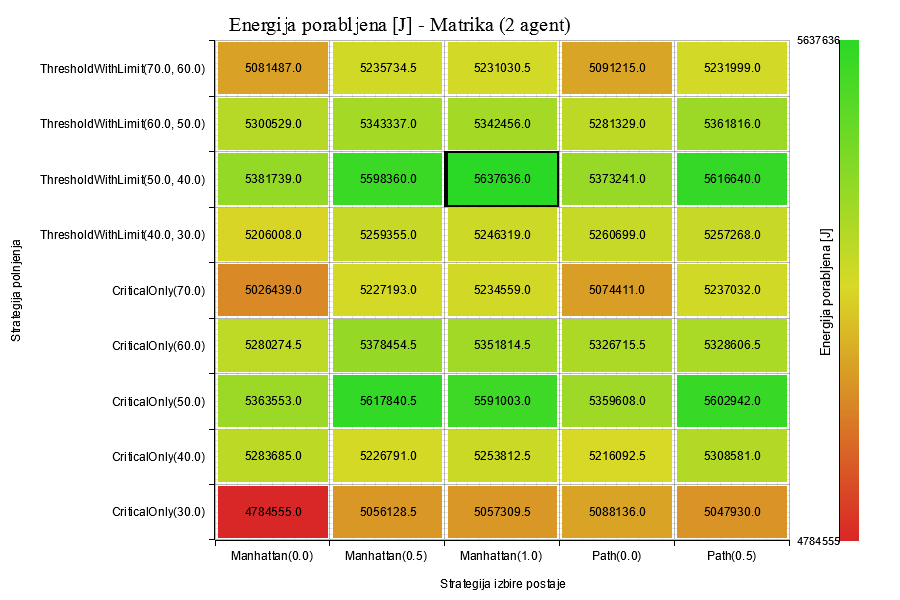 Energija porabljena [J] - Matrika (2 agent)
5637636
ThresholdWithLimit(70.0, 60.0) 5081487.0 5235734.5 5231030.5 5091215.0 5231999.0
ThresholdWithLimit(60.0, 50.0) 5300529.0 5343337.0 5342456.0 5281329.0 5361816.0
ThresholdWithLimit(50.0, 40.0) 5381739.0 5598360.0 5637636.0 5373241.0 5616640.0
ThresholdWithLimit(40.0, 30.0) 5206008.0 5259355.0 5246319.0 5260699.0 5257268.0
CriticalOnly(70.0) 5026439.0 5227193.0 5234559.0 5074411.0 5237032.0
CriticalOnly(60.0) 5280274.5 5378454.5 5351814.5 5326715.5 5328606.5
CriticalOnly(50.0) 5363553.0 5617840.5 5591003.0 5359608.0 5602942.0
CriticalOnly(40.0) 5283685.0 5226791.0 5253812.5 5216092.5 5308581.0
CriticalOnly(30.0) 4784555.0 5056128.5 5057309.5 5088136.0 5047930.0
4784555
Manhattan(0.0) Manhattan(0.5) Manhattan(1.0) Path(0.0) Path(0.5)
Strategija izbire postaje
Strategija polnjenja
Energija porabljena [J]